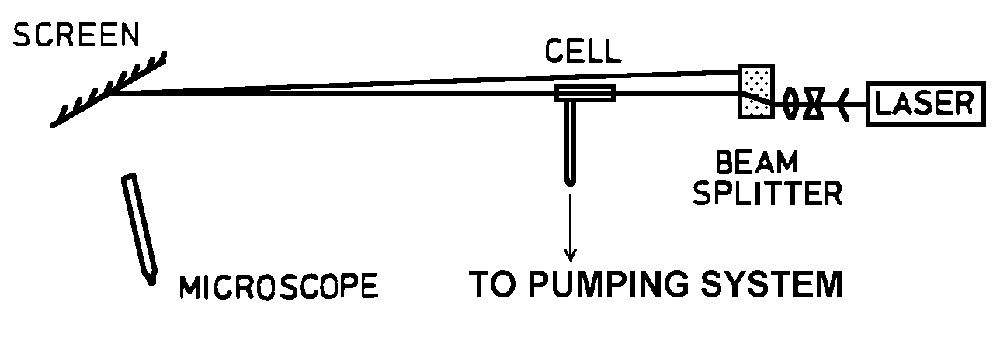 SCREEN
CELL
LASER
BEAM
SPLITTER
MICROSCOPE
TO PUMPING SYSTEM